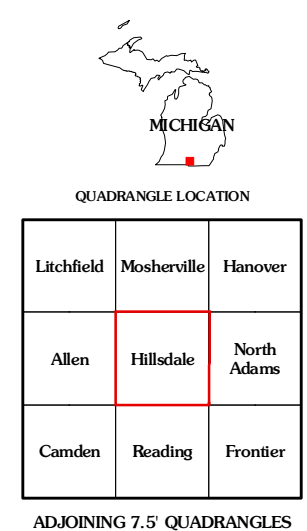 MICHIGAN
QUADRANGLE LOCATION
Litchfield Mosherville Hanover
Allen Hillsdale North
Adams
Camden Reading Frontier
ADJOINING 7.5' QUADRANGLES